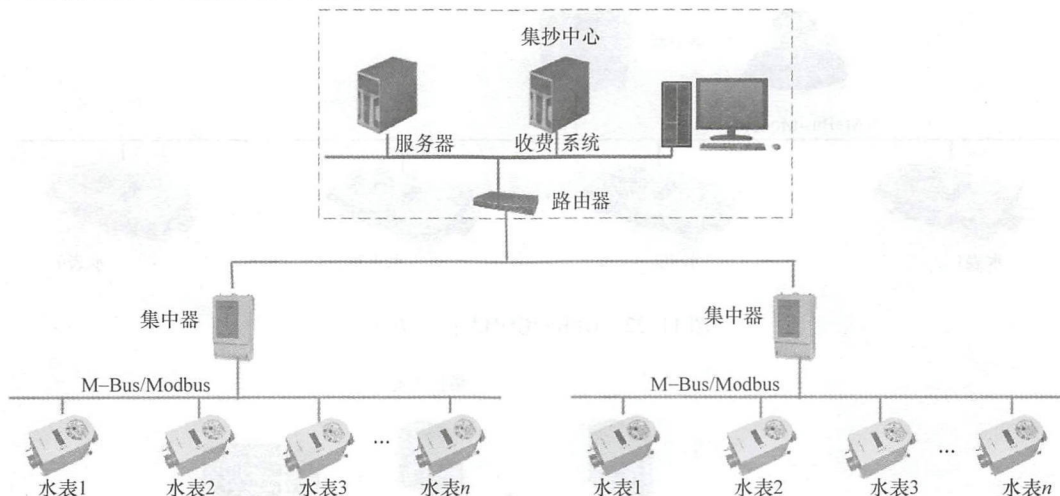 集抄中心
服务器
收费系统
路由器
集中器
集中器
M-Bus/Modbus
M-Bus/Modbus
水表1 水表2 水表3 ... 水表n
水表1 水表2 水表3 ... 水表n